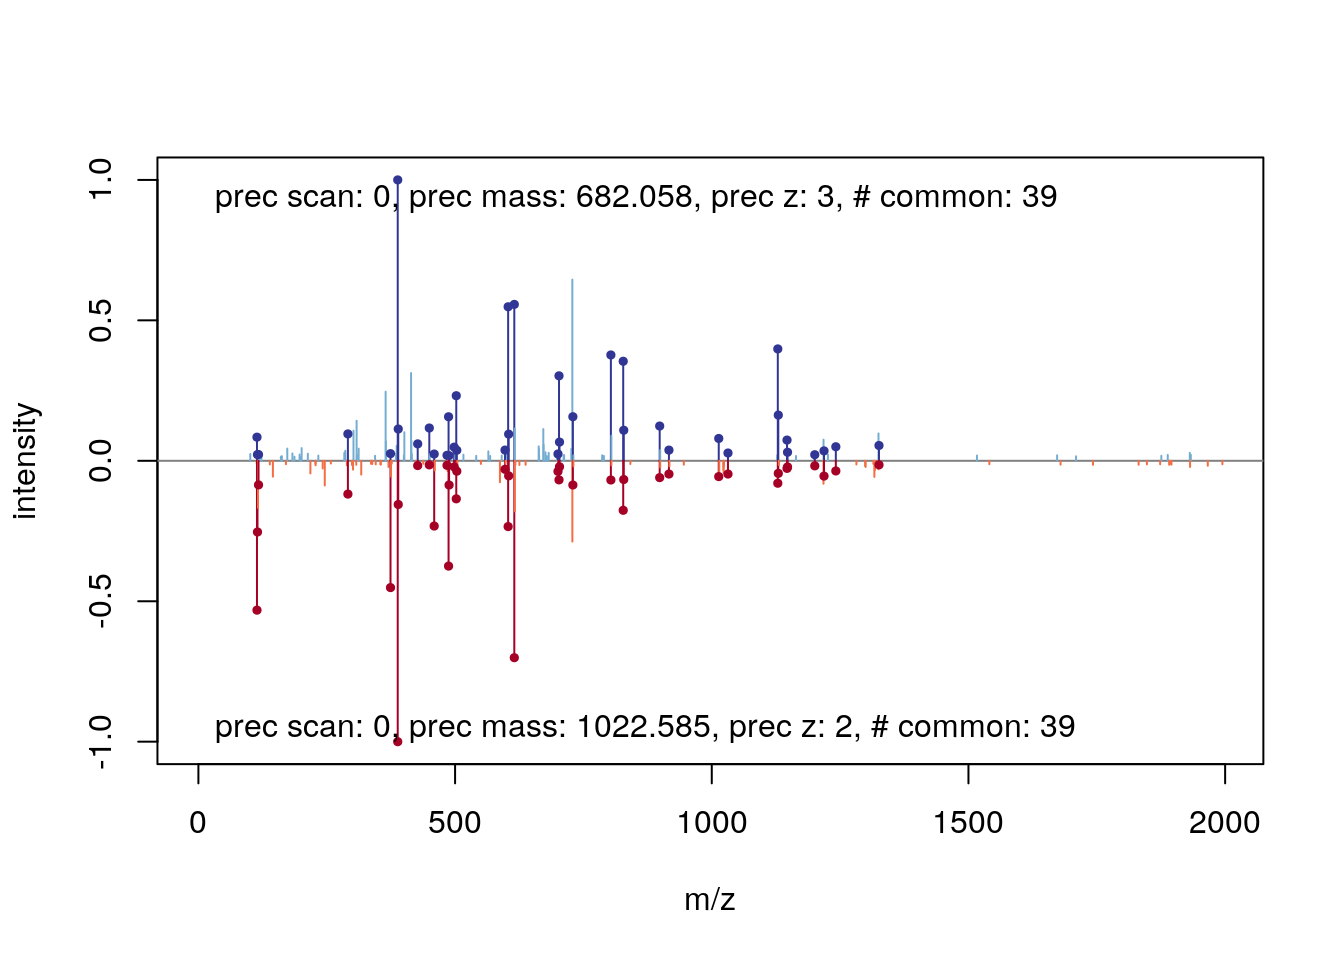 prec scan: 0, prec mass: 682.058, prec z: 3, # common: 39
1.0
0.5
0.0
-0.5
-1.0
intensity
prec scan: 0, prec mass: 1022.585, prec z: 2, # common: 39
0 500 1000 1500 2000
m/z